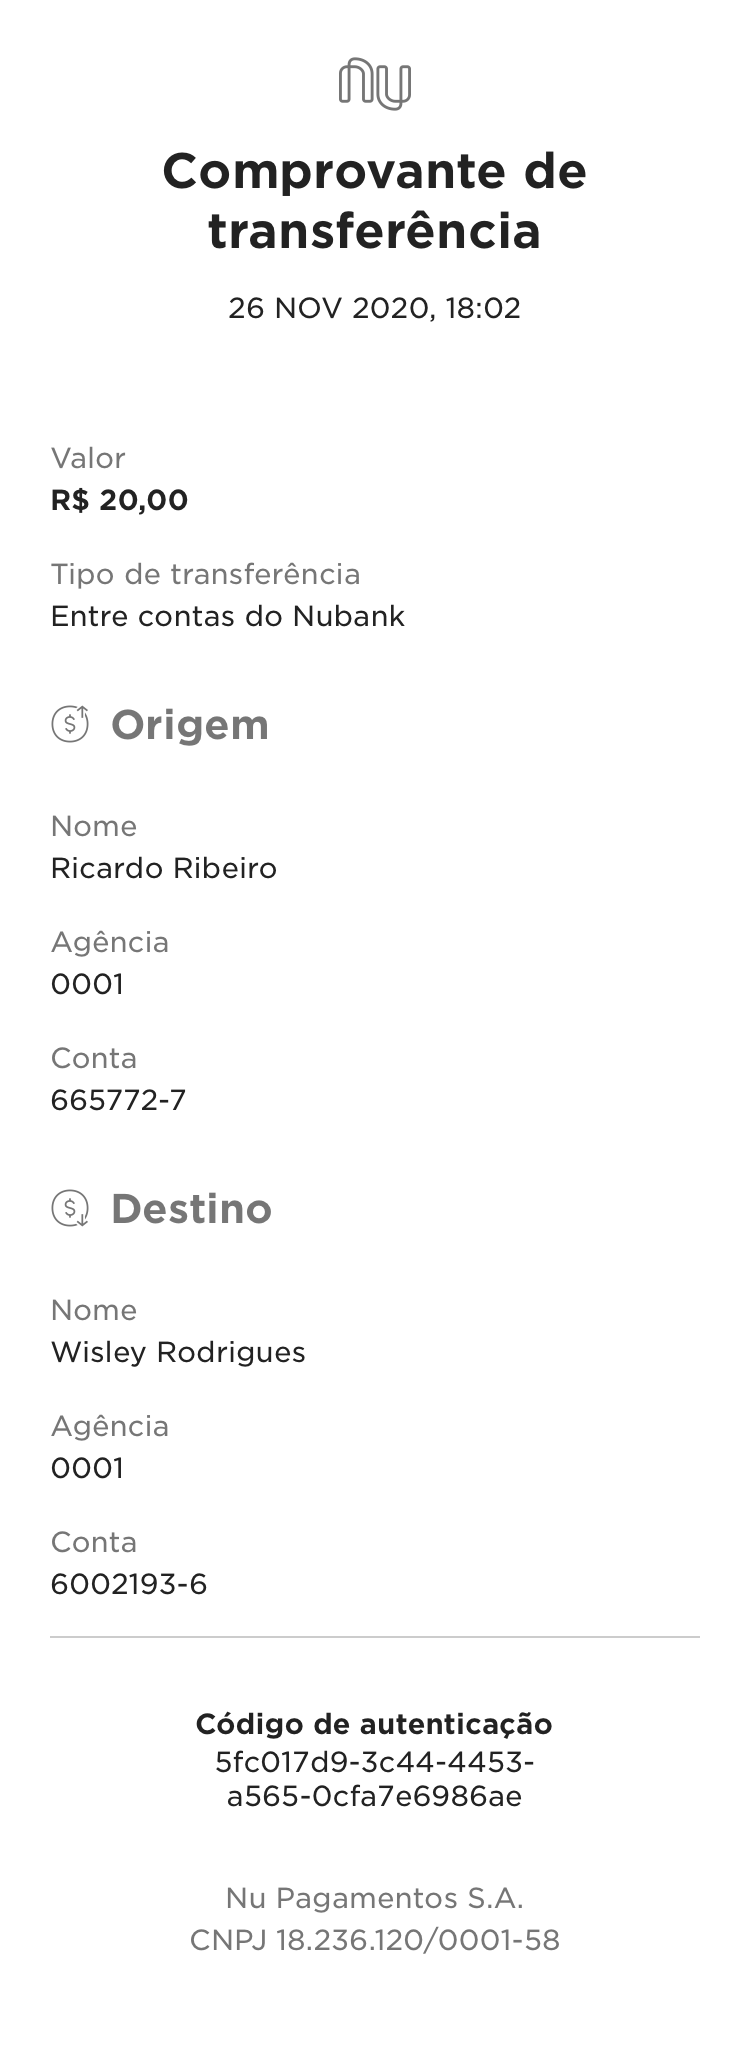 nu
Comprovante de
transferência
26 NOV 2020, 18:02
Valor
R$ 20,00
Tipo de transferência
Entre contas do Nubank
Origem
Nome
Ricardo Ribeiro
Agência
0001
Conta
665772-7
Destino
Nome
Wisley Rodrigues
Agência
0001
Conta
6002193-6
Código de autenticação
5fc017d9-3c44-4453-
a565-0cfa7e6986ae
Nu Pagamentos S.A.
CNPJ 18.236.120/0001-58